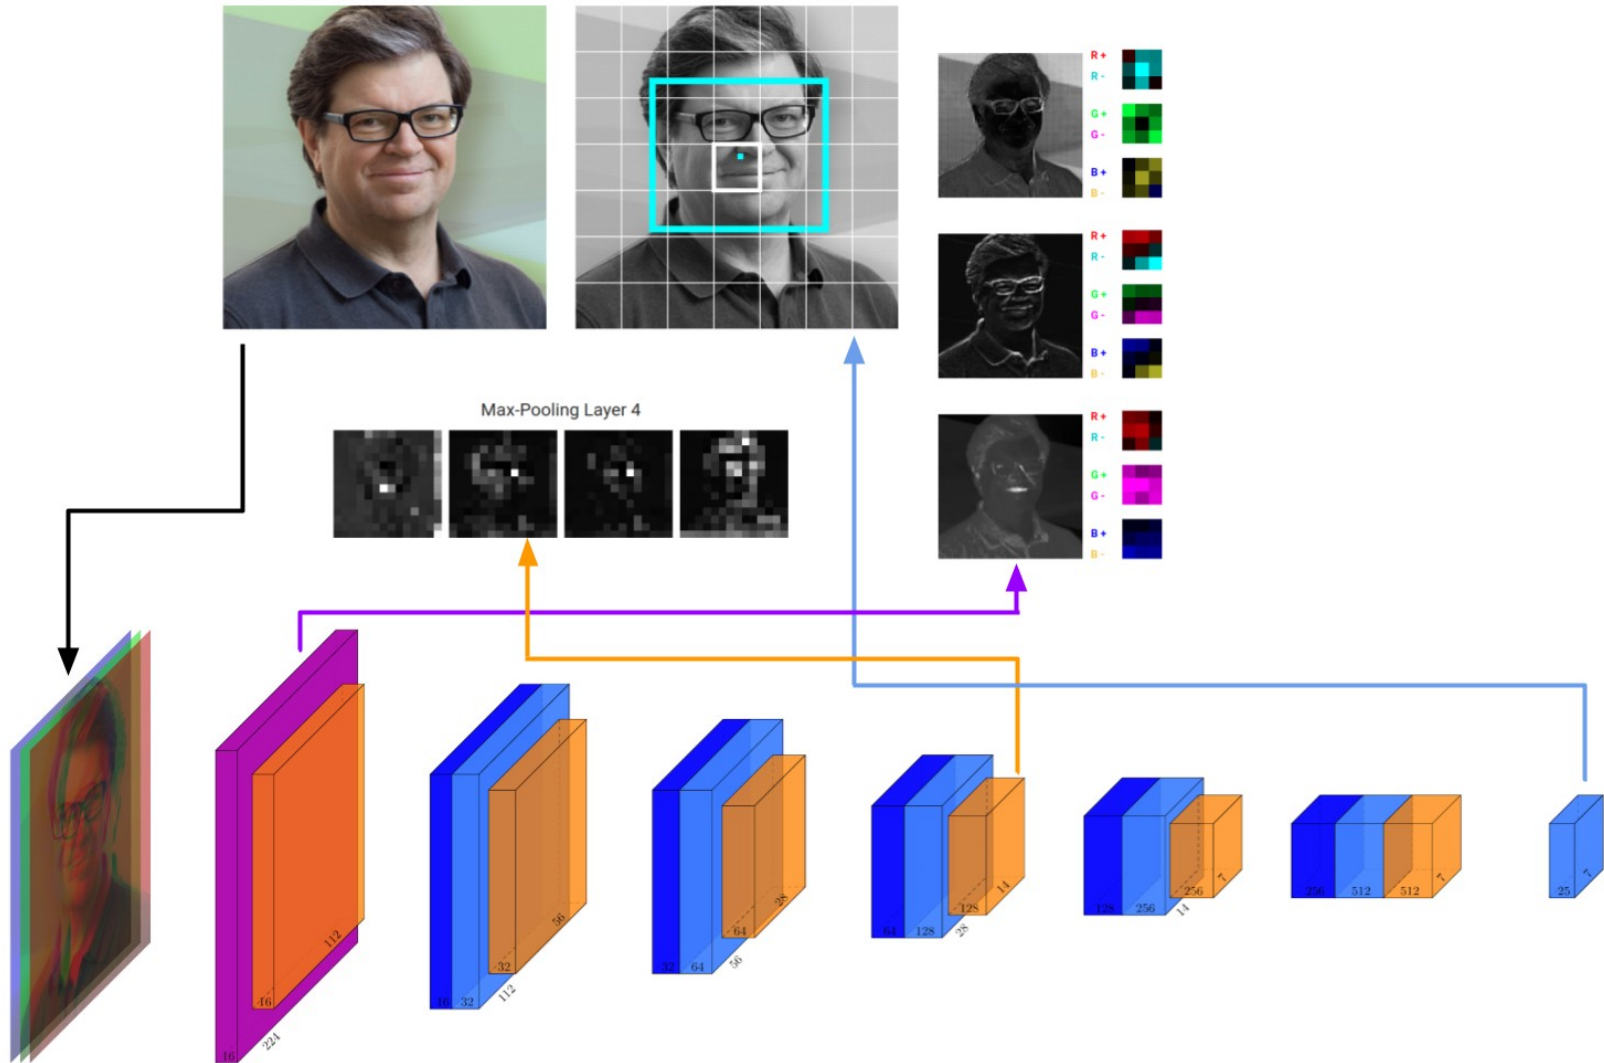 R +
R -
G +
G -
B +
B -
R +
R -
G +
G -
B +
B -
Max-Pooling Layer 4
R +
R -
G +
G -
B +
B -
16
224
16
112
16
32
112
32
56
32
64
56
64
28
64
128
28
128
14
128
256
14
256
7
256
512
512
7
25
7